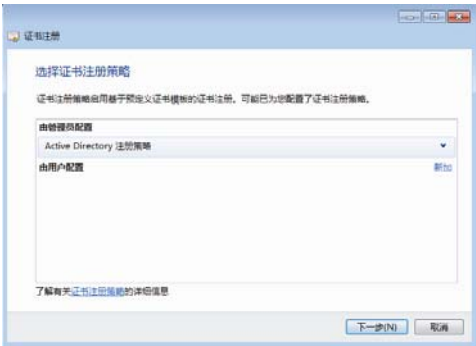 证书注册
选择证书注册策略
证书注册策略启用基于预定义证书模板的证书注册。可能已为您配置了证书注册策略。
由管理员配置
Active Directory 注册策略
由用户配置
新加
了解有关证书注册策略的详细信息
下一步(N)
取消